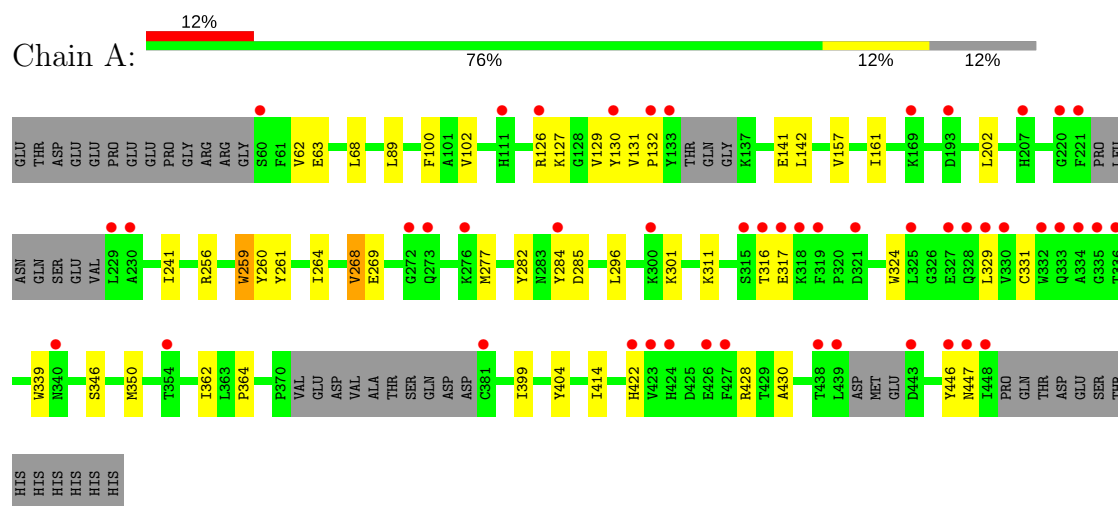 12%
Chain A:
76% 12% 12%
GLU THR ASP GLU GLU PRO GLU GLU PRO GLY ARG ARG GLY S60 F61 V62 E63 L68 L89 F100 A101 V102 H111 R126 K127 G128 V129 Y130 V131 P132 Y133 THR GLN GLY K137 E141 L142 V157 I161 K169 D193 L202 H207 G220 F221 PRO LEU
ASN GLN SER GLU VAL L229 A230 I241 R256 W259 Y260 Y261 I264 V268 E269 G272 Q273 K276 M277 Y282 N283 Y284 D285 L296 K300 K301 K311 S315 T316 E317 K318 F319 P320 D321 W324 L325 G326 E327 Q328 L329 V330 C331 W332 Q333 A334 G335 T336
W339 N340 S346 M350 T354 I362 L363 P364 P370 VAL GLU ASP VAL ALA THR SER GLN ASP ASP C381 I399 Y404 I414 H422 V423 H424 D425 E426 F427 R428 T429 A430 T438 L439 ASP MET GLU D443 Y446 N447 I448 PRO GLN THR ASP GLU SER THR
HIS HIS HIS HIS HIS HIS